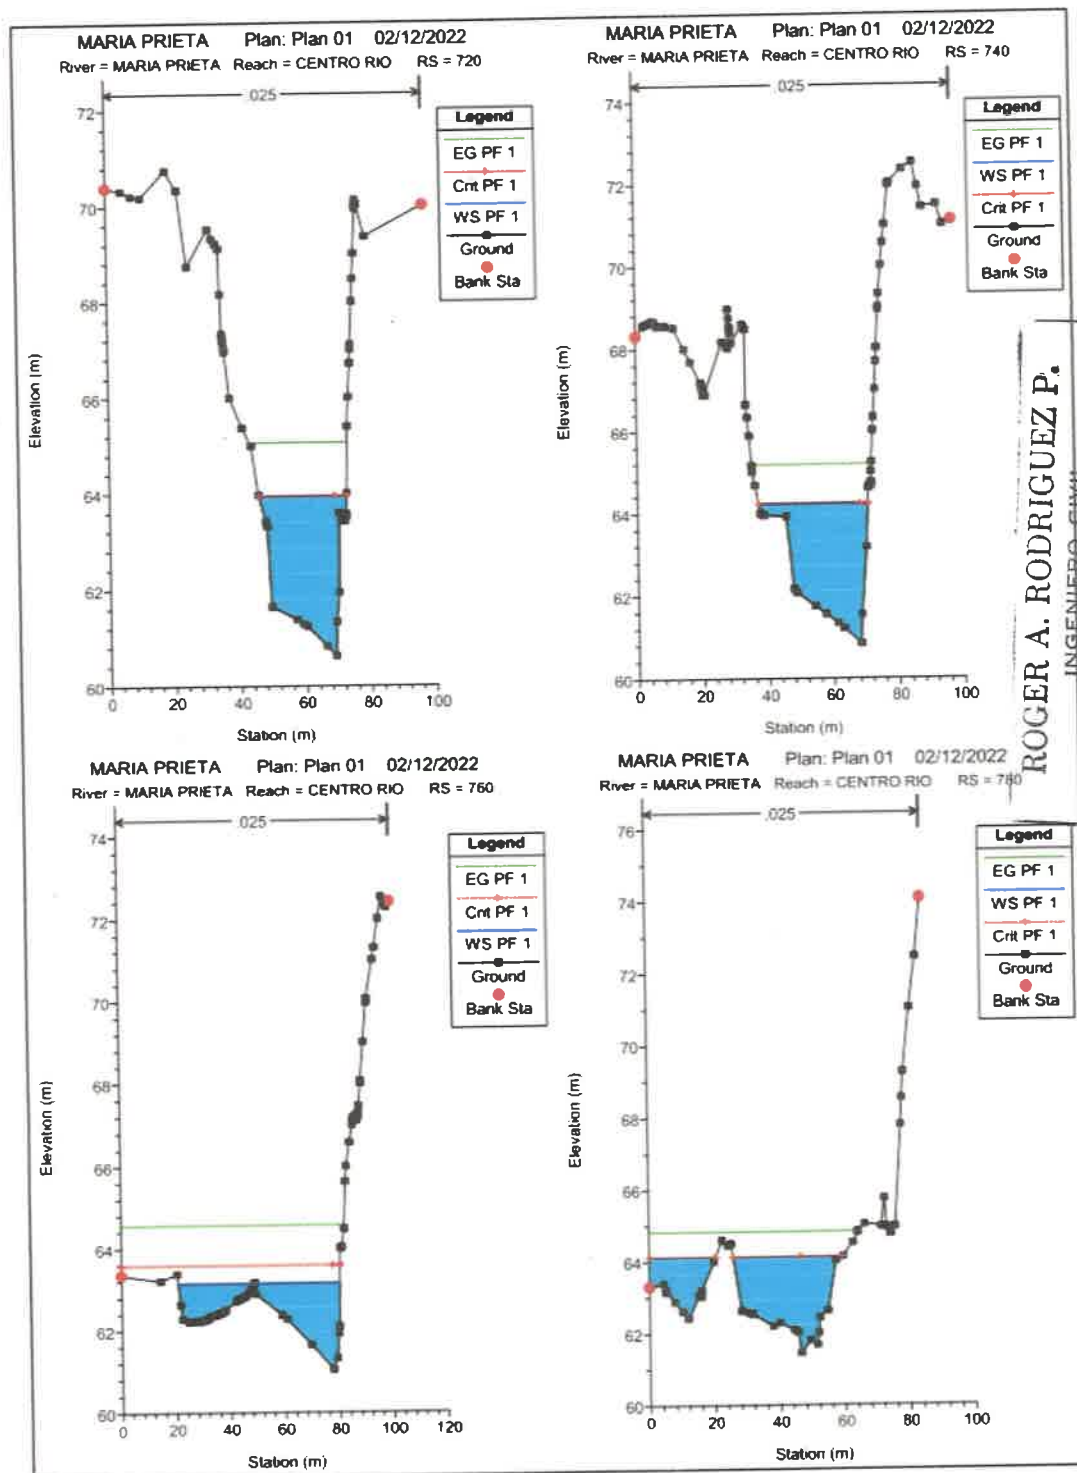 MARIA PRIETA Plan: Plan 01 02/12/2022
River = MARIA PRIETA Reach = CENTRO RIO RS = 720
.025
Legend
EG PF 1
Crit PF 1
WS PF 1
Ground
Bank Sta
72
70
68
66
64
62
60
Elevation (m)
0 20 40 60 80 100
Station (m)
MARIA PRIETA Plan: Plan 01 02/12/2022
River = MARIA PRIETA Reach = CENTRO RIO RS = 740
.025
Legend
EG PF 1
WS PF 1
Crit PF 1
Ground
Bank Sta
74
72
70
68
66
64
62
60
Elevation (m)
0 20 40 60 80 100
Station (m)
ROGER A. RODRIGUEZ P.
INGENIERO CIVIL
MARIA PRIETA Plan: Plan 01 02/12/2022
River = MARIA PRIETA Reach = CENTRO RIO RS = 760
.025
Legend
EG PF 1
Crit PF 1
WS PF 1
Ground
Bank Sta
74
72
70
68
66
64
62
60
Elevation (m)
0 20 40 60 80 100 120
Station (m)
MARIA PRIETA Plan: Plan 01 02/12/2022
River = MARIA PRIETA Reach = CENTRO RIO RS = 780
.025
Legend
EG PF 1
WS PF 1
Crit PF 1
Ground
Bank Sta
76
74
72
70
68
66
64
62
60
Elevation (m)
0 20 40 60 80 100
Station (m)